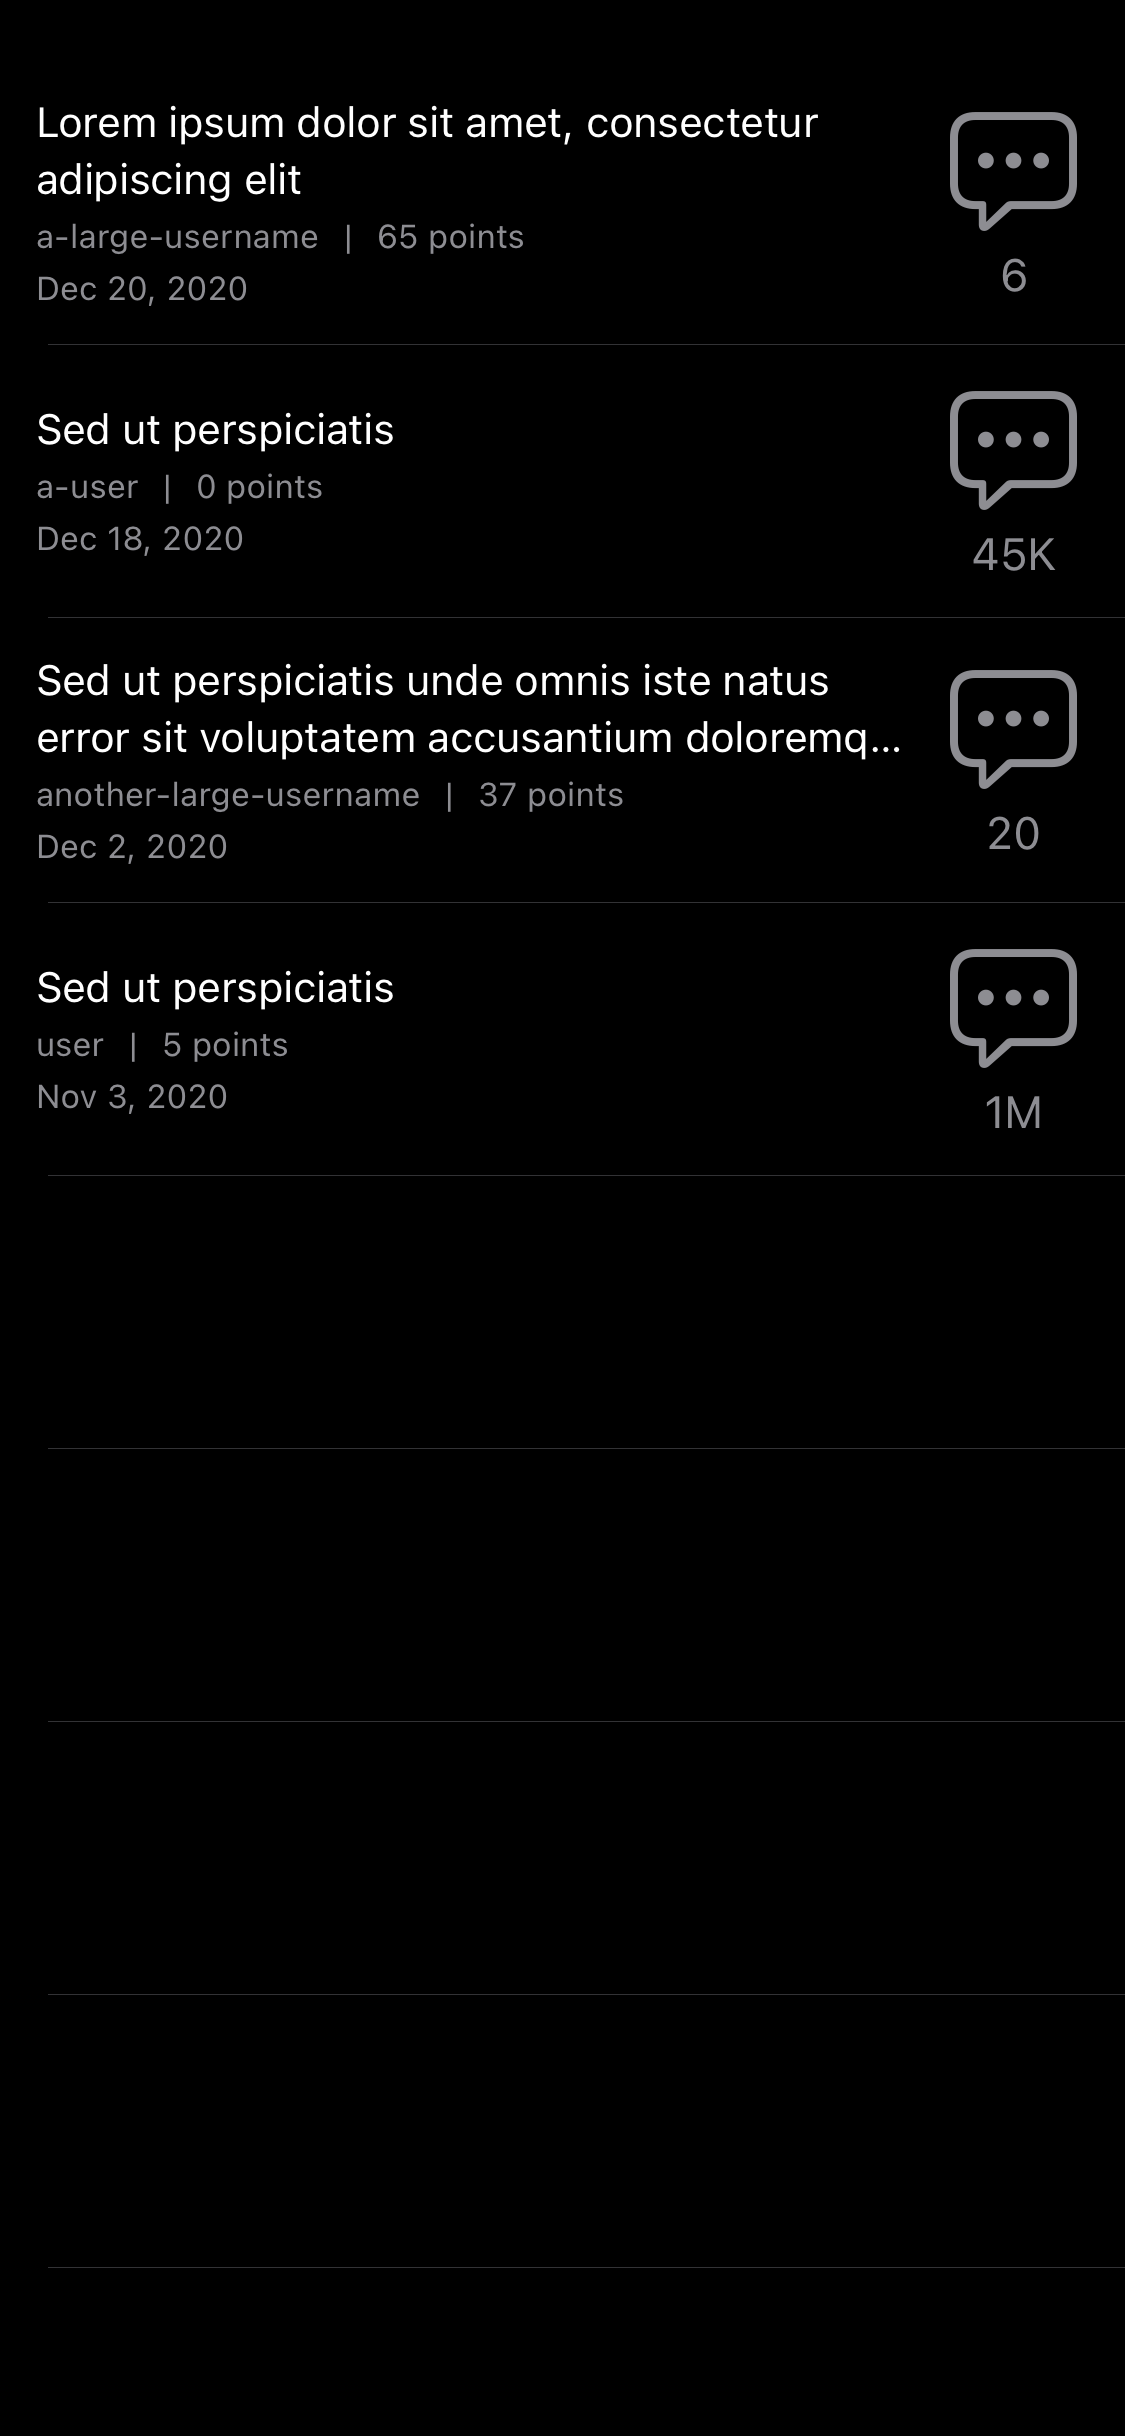 Lorem ipsum dolor sit amet, consectetur
adipiscing elit
a-large-username | 65 points
Dec 20, 2020
6
Sed ut perspiciatis
a-user | 0 points
Dec 18, 2020
45K
Sed ut perspiciatis unde omnis iste natus
error sit voluptatem accusantium doloremq...
another-large-username | 37 points
Dec 2, 2020
20
Sed ut perspiciatis
user | 5 points
Nov 3, 2020
1M